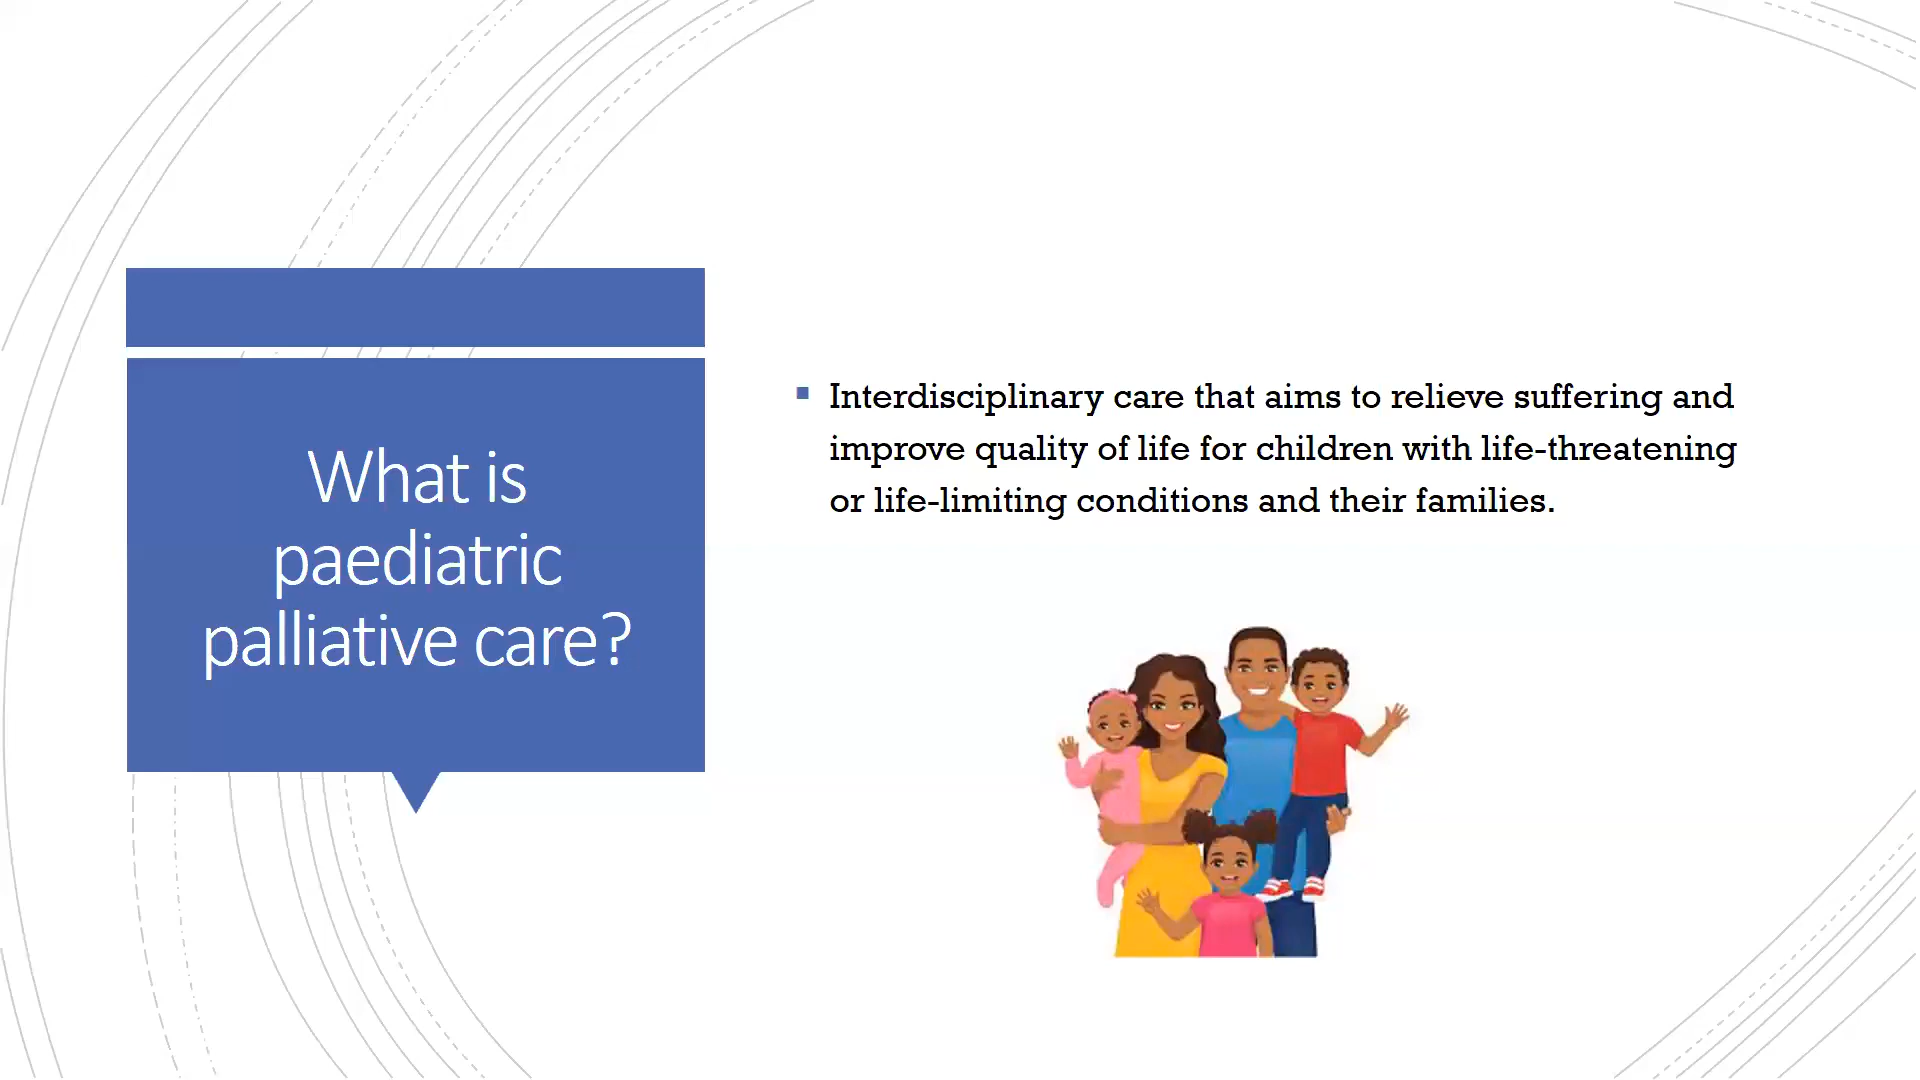 What is
paediatric
palliative care?
Interdisciplinary care that aims to relieve suffering and
improve quality of life for children with life-threatening
or life-limiting conditions and their families.